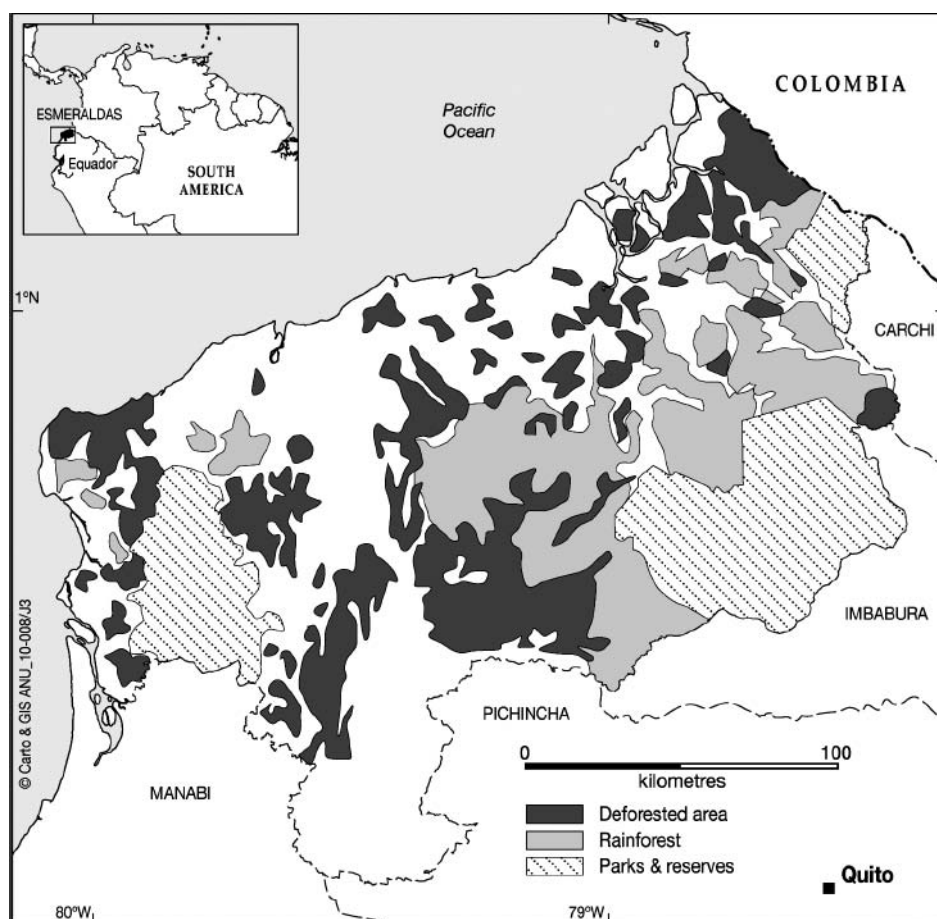 ESMERALDAS
Equador
SOUTH
AMERICA
Pacific
Ocean
COLOMBIA
1°N
CARCHI
IMBABURA
PICHINCHA
MANABI
0 100
kilometres
Deforested area
Rainforest
Parks & reserves
Quito
80°W 79°W
© Carto & GIS ANU_10-008/J3